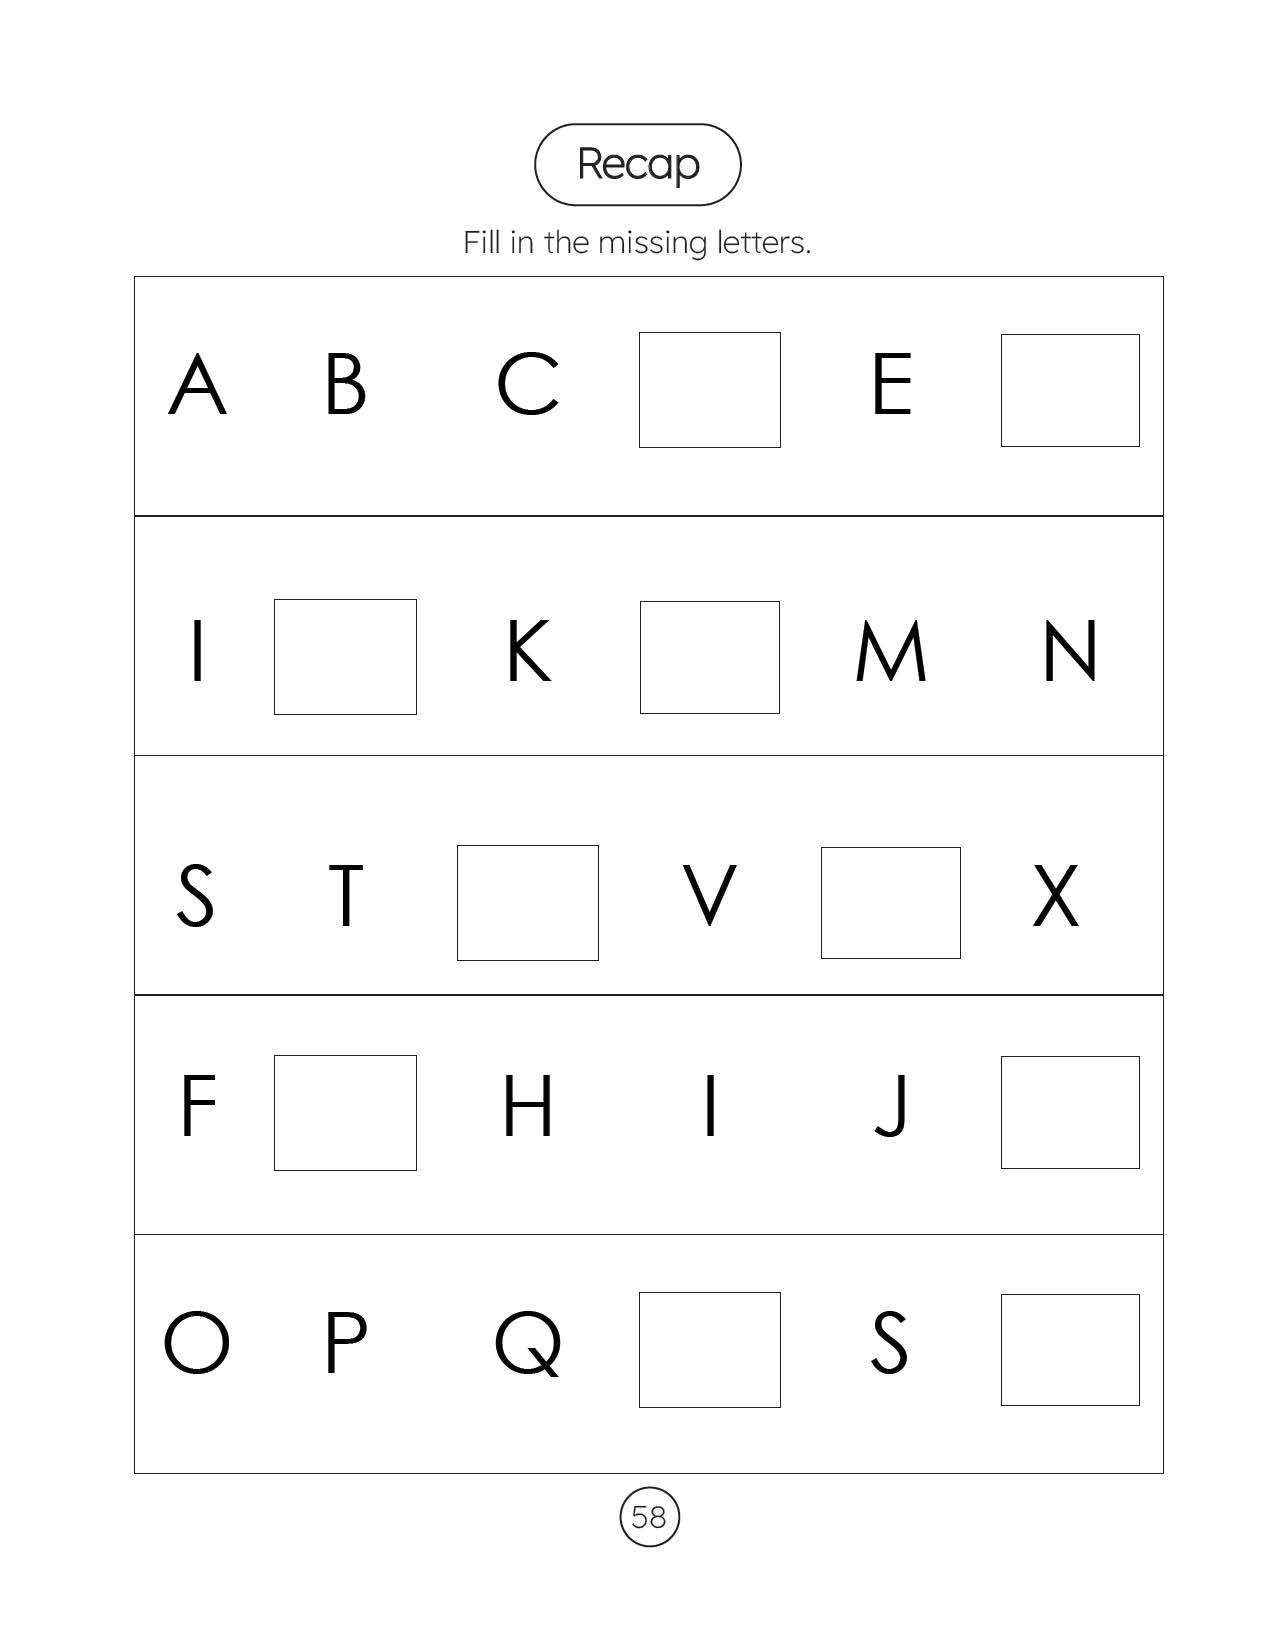 Recap
Fill in the missing letters.
A B C E
I K M N
S T V X
F H I J
O P Q S
58